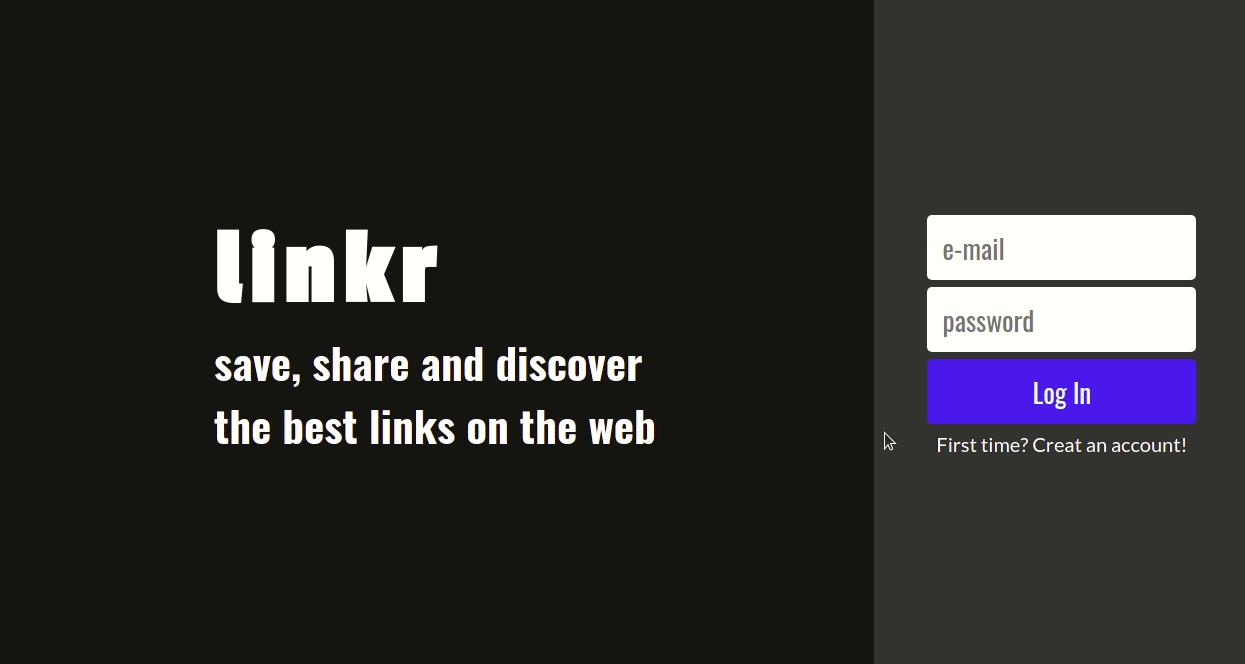 linkr
save, share and discover
the best links on the web
e-mail
password
Log In
First time? Creat an account!